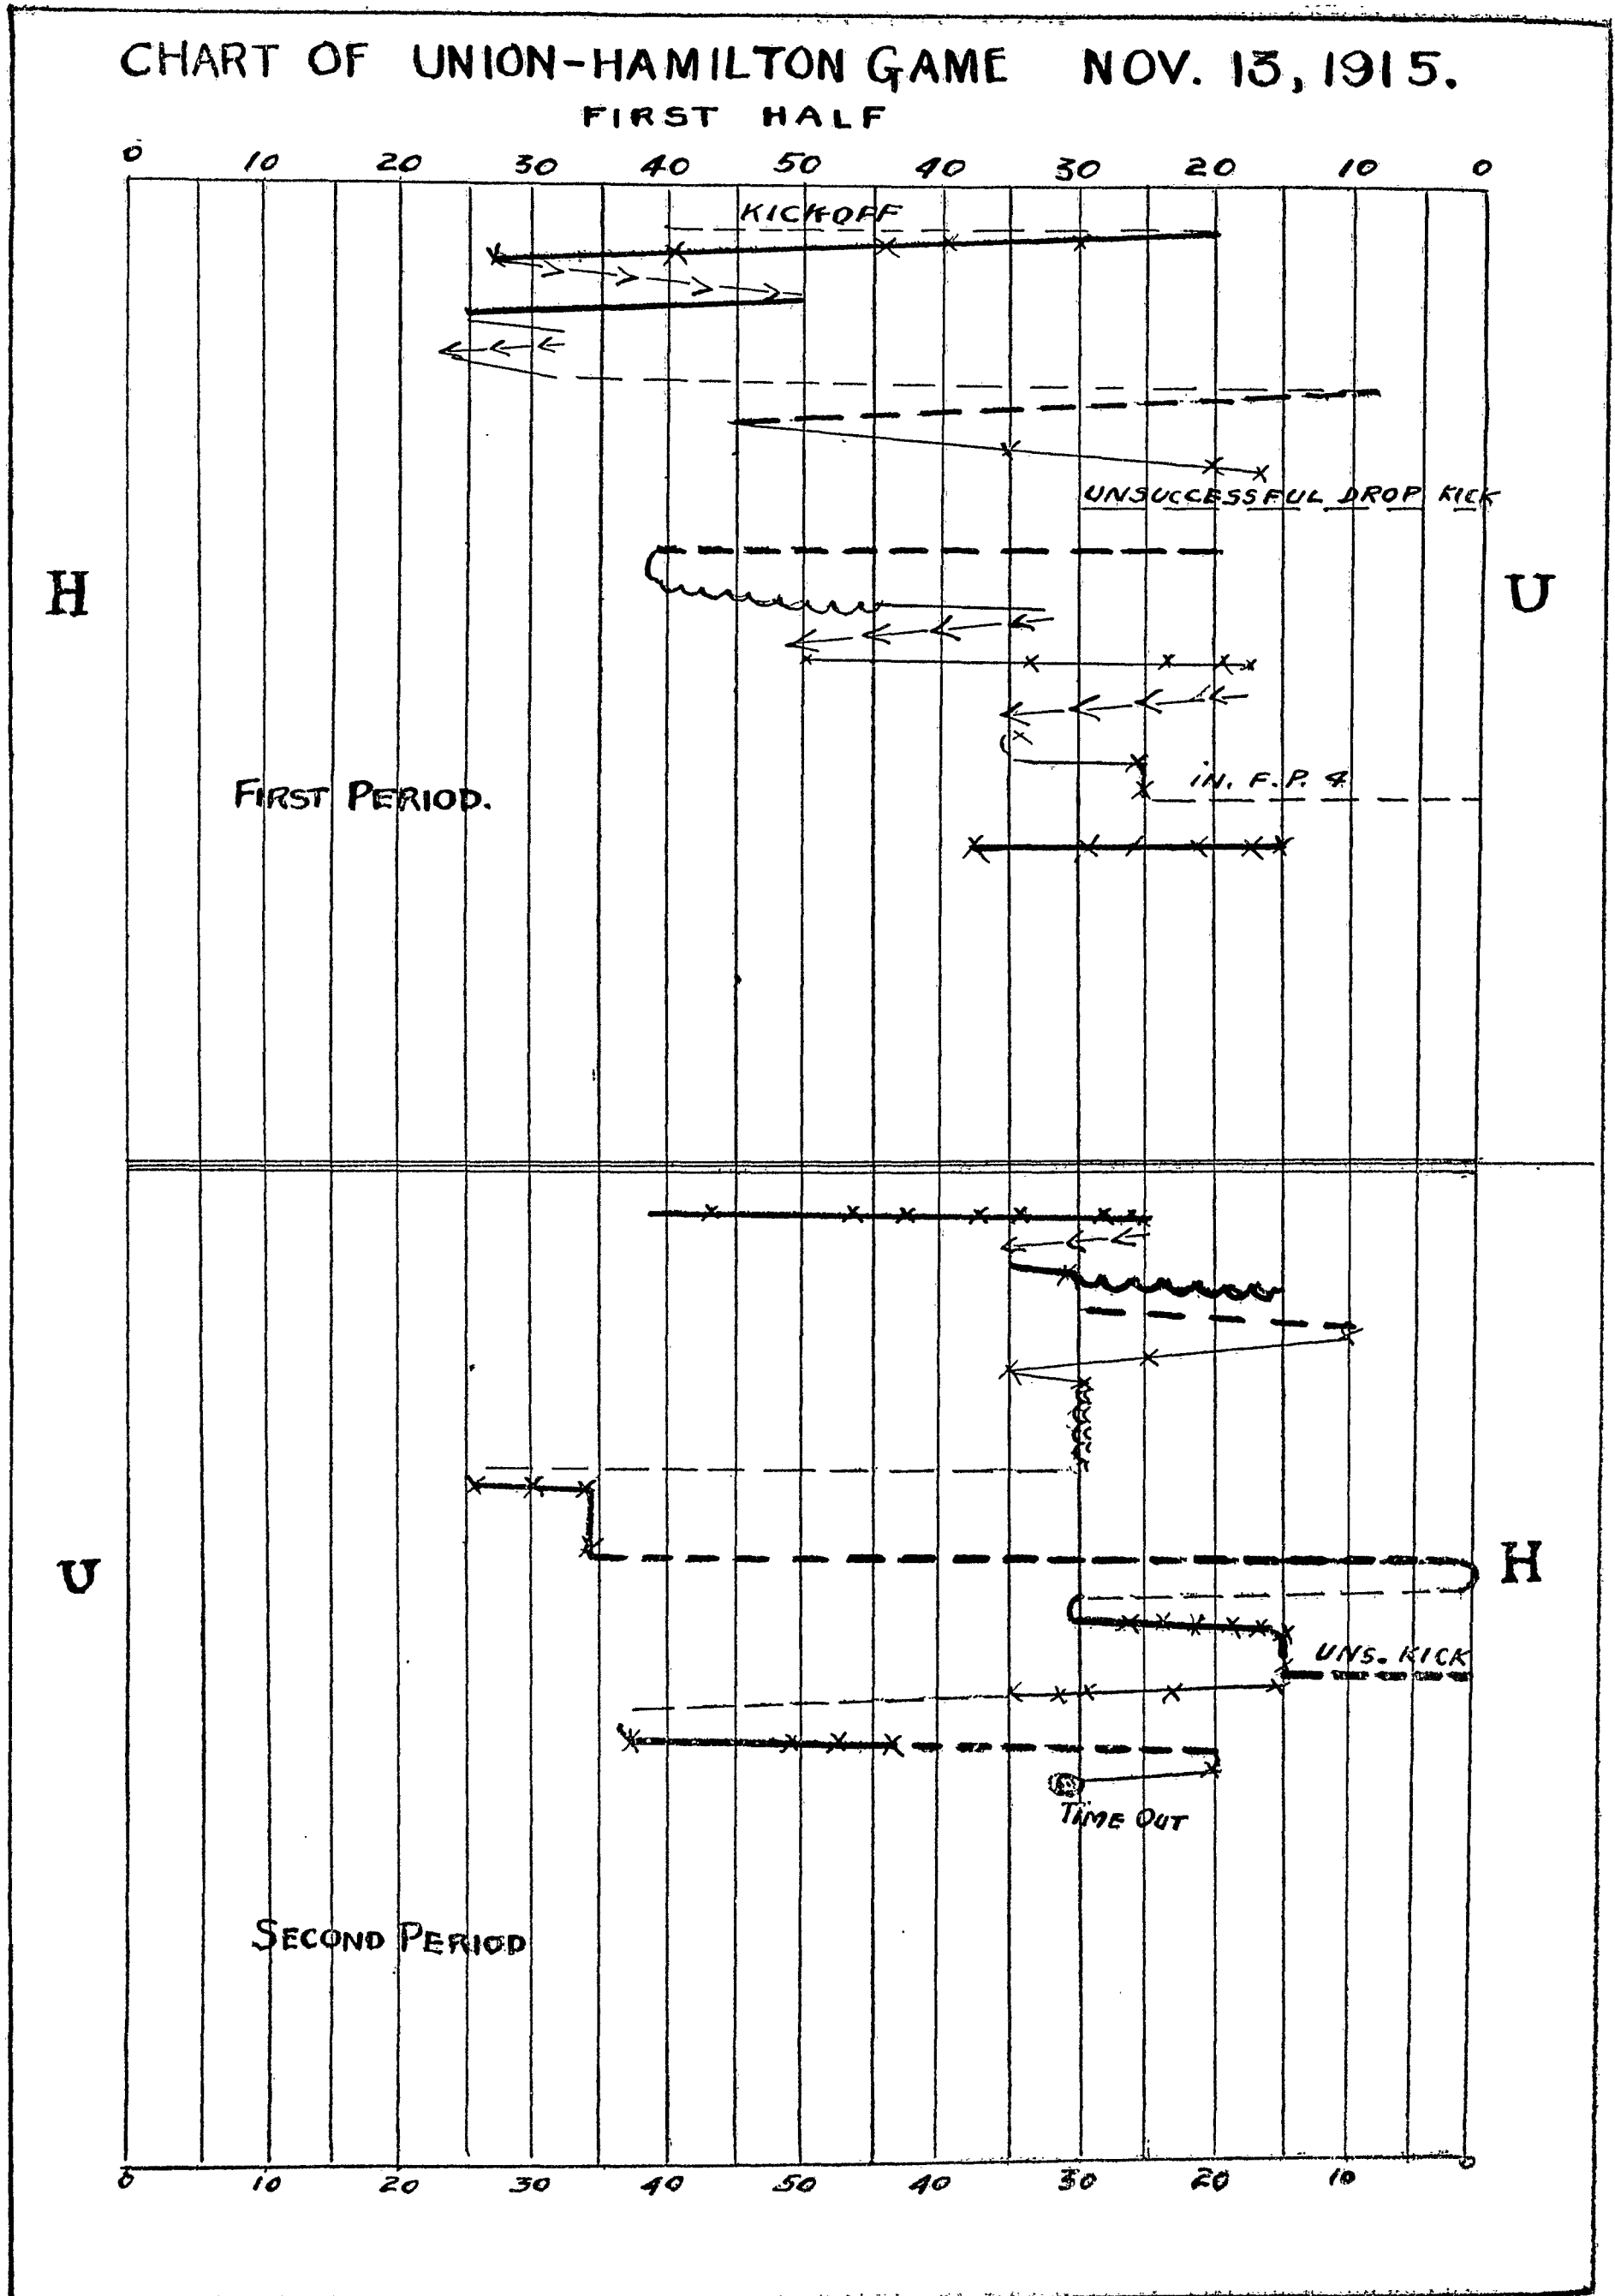 CHART OF UNION-HAMILTON GAME NOV. 13, 1915.
FIRST HALF
0 10 20 30 40 50 40 30 20 10 0
KICKOFF
UNSUCCESSFUL DROP KICK
H U
IN. F.P. 4
FIRST PERIOD.
U H
UNS. KICK
TIME OUT
SECOND PERIOD
0 10 20 30 40 50 40 30 20 10 0